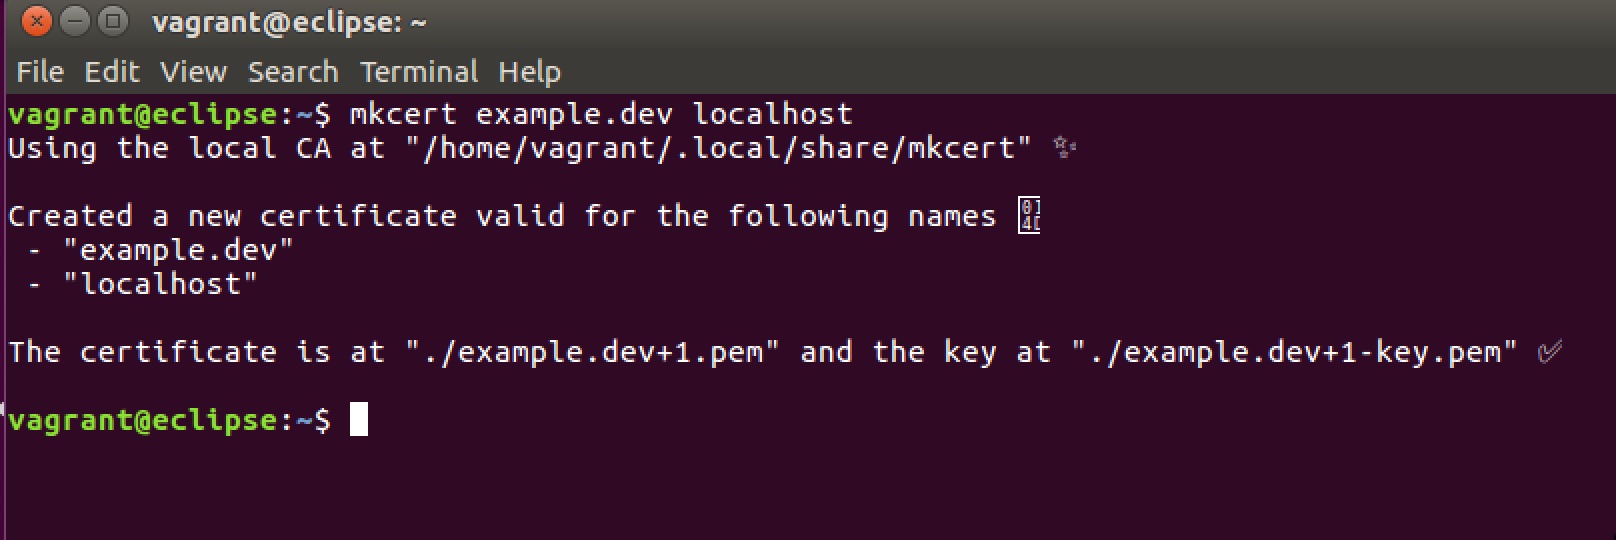 vagrant@eclipse: ~
File Edit View Search Terminal Help
vagrant@eclipse:~$ mkcert example.dev localhost
Using the local CA at "/home/vagrant/.local/share/mkcert" ✨
Created a new certificate valid for the following names
- "example.dev"
- "localhost"
The certificate is at "./example.dev+1.pem" and the key at "./example.dev+1-key.pem" ✅
vagrant@eclipse:~$